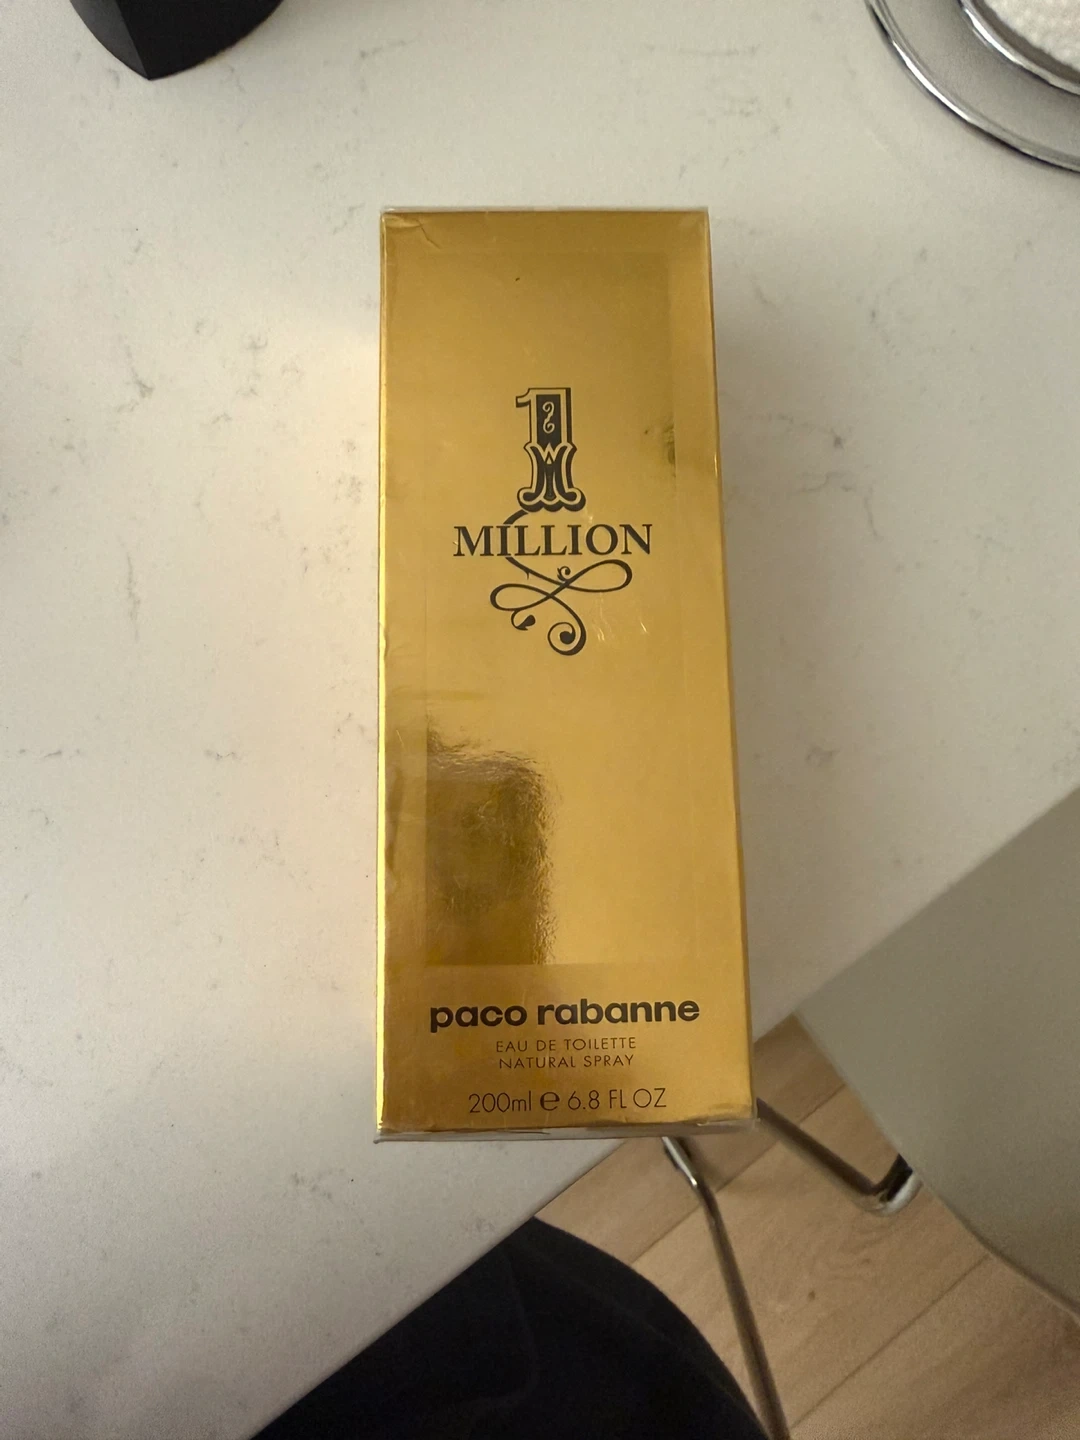 1
MILLION
paco rabanne
EAU DE TOILETTE
NATURAL SPRAY
200ml ℮ 6.8 FL OZ